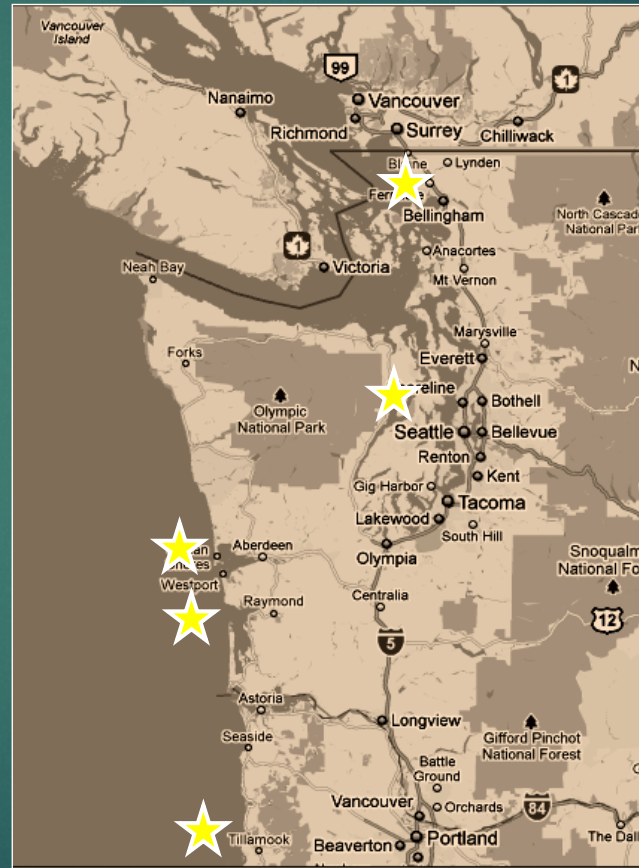 Vancouver
Island
99
1
Nanaimo
Vancouver
Richmond
Surrey
Chilliwack
Lynden
Bellingham
North Cascade
National Par
1
Anacortes
Victoria
Neah Bay
Mt Vernon
Marysville
Forks
Everett
Bothell
Olympic
National Park
Seattle
Bellevue
Renton
Kent
Gig Harbor
Tacoma
Lakewood
South Hill
Aberdeen
Olympia
Snoqualm
National Fo
Westport
Raymond
Centralia
12
5
Astoria
Longview
Seaside
Gifford Pinchot
National Forest
Battle
Ground
Vancouver
Orchards
84
Tillamook
Beaverton
Portland
The Dall